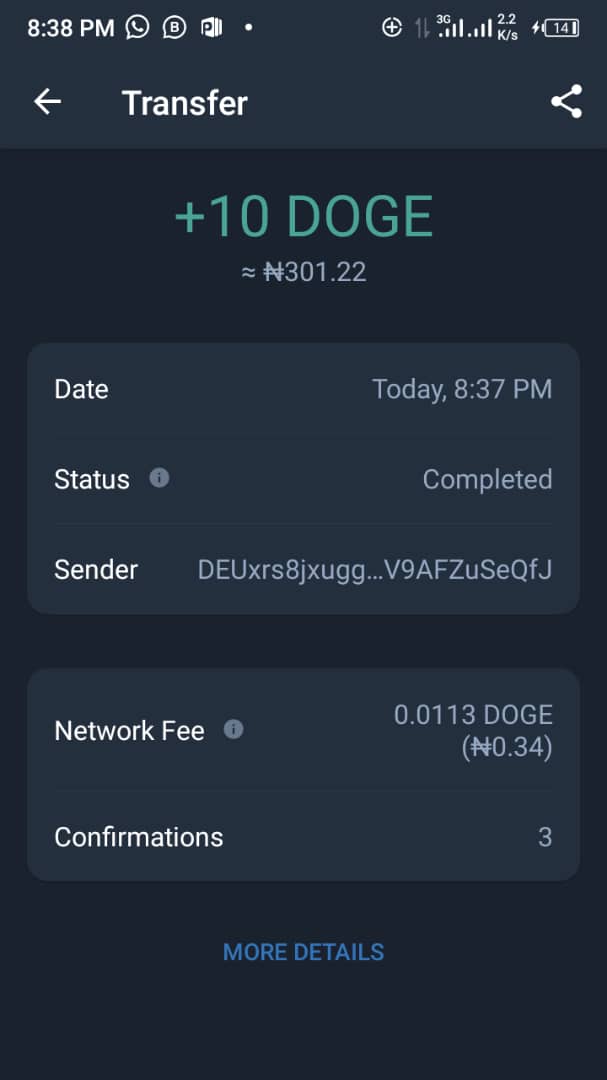 8:38 PM
3G 2.2 K/s 14
Transfer
+10 DOGE
≈ ₦301.22
Date Today, 8:37 PM
Status Completed
Sender DEUxrs8jxugg...V9AFZuSeQfJ
Network Fee 0.0113 DOGE
(₦0.34)
Confirmations 3
MORE DETAILS